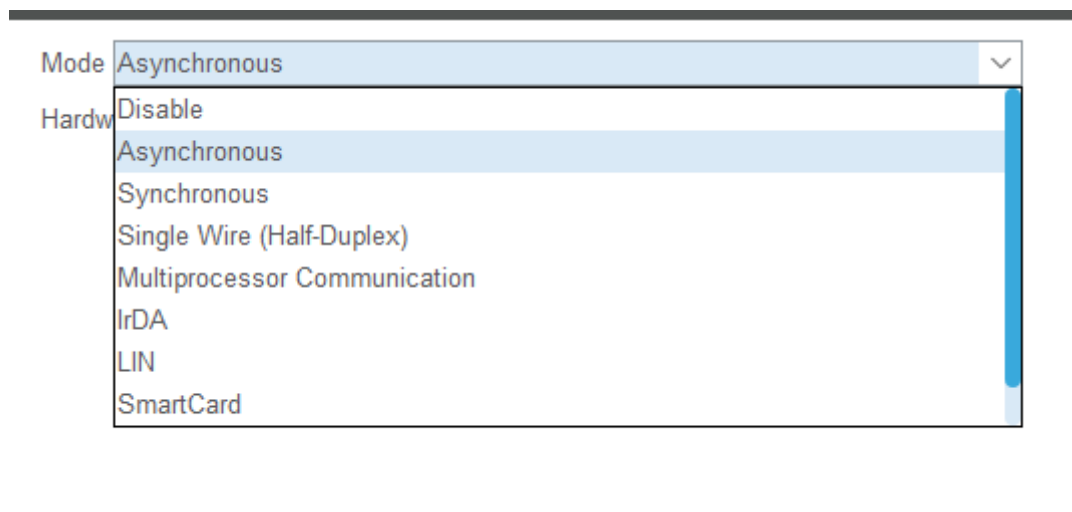 Mode Asynchronous
Hardw
Disable
Asynchronous
Synchronous
Single Wire (Half-Duplex)
Multiprocessor Communication
IrDA
LIN
SmartCard